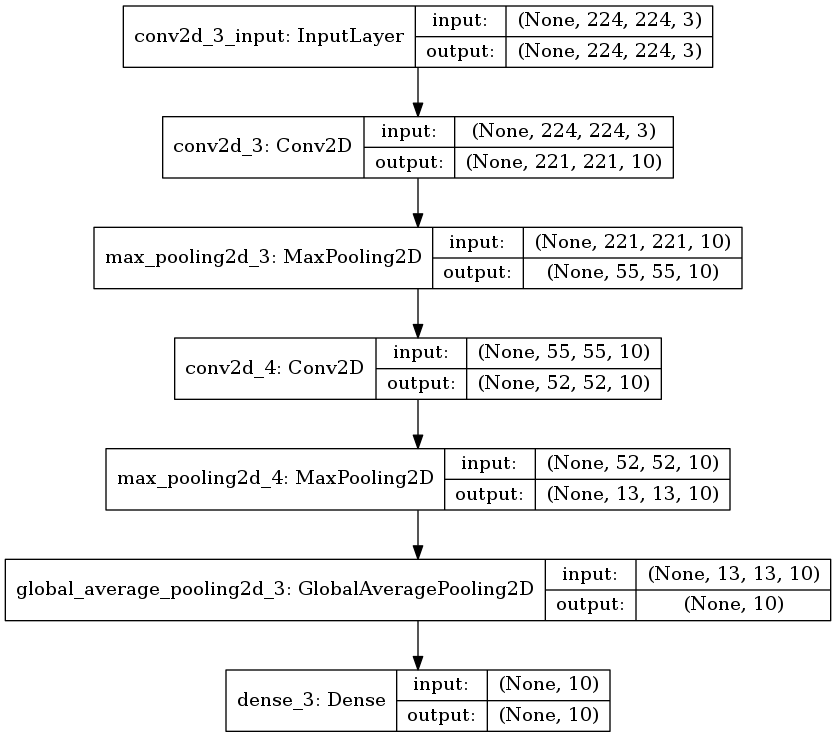 conv2d_3_input: InputLayer
input:
(None, 224, 224, 3)
output:
(None, 224, 224, 3)
conv2d_3: Conv2D
input:
(None, 224, 224, 3)
output:
(None, 221, 221, 10)
max_pooling2d_3: MaxPooling2D
input:
(None, 221, 221, 10)
output:
(None, 55, 55, 10)
conv2d_4: Conv2D
input:
(None, 55, 55, 10)
output:
(None, 52, 52, 10)
max_pooling2d_4: MaxPooling2D
input:
(None, 52, 52, 10)
output:
(None, 13, 13, 10)
global_average_pooling2d_3: GlobalAveragePooling2D
input:
(None, 13, 13, 10)
output:
(None, 10)
dense_3: Dense
input:
(None, 10)
output:
(None, 10)